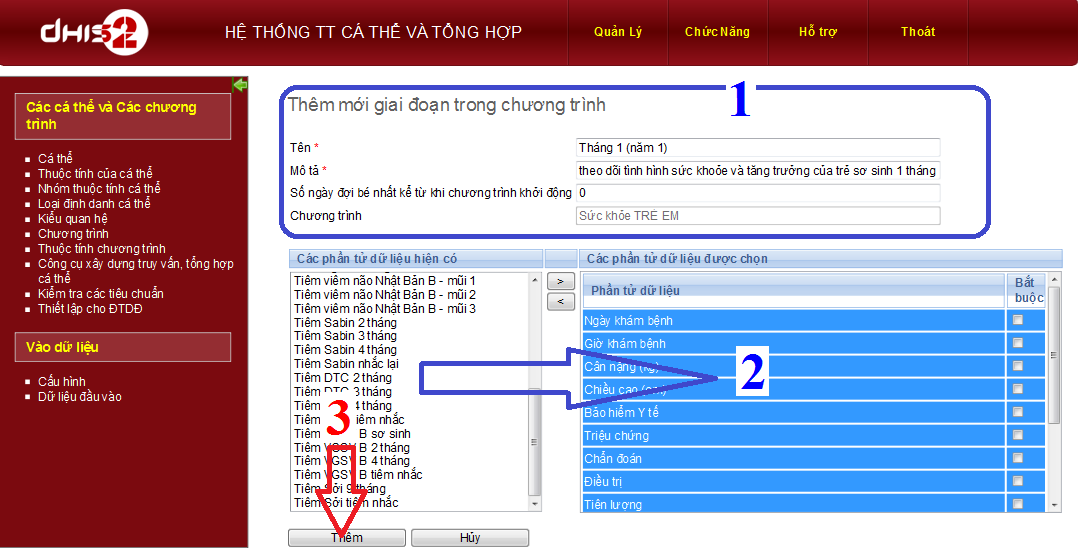 dHIS2
HỆ THỐNG TT CÁ THỂ VÀ TỔNG HỢP
Quản Lý
Chức Năng
Hỗ trợ
Thoát
Các cá thể và Các chương
trình
Cá thể
Thuộc tính của cá thể
Nhóm thuộc tính cá thể
Loại định danh cá thể
Kiểu quan hệ
Chương trình
Thuộc tính chương trình
Công cụ xây dựng truy vấn, tổng hợp
cá thể
Kiểm tra các tiêu chuẩn
Thiết lập cho ĐTDĐ
Vào dữ liệu
Cấu hình
Dữ liệu đầu vào
1
Thêm mới giai đoạn trong chương trình
Tên * Tháng 1 (năm 1)
Mô tả * theo dõi tình hình sức khoỏe và tăng trưởng của trẻ sơ sinh 1 tháng
Số ngày đợi bé nhất kể từ khi chương trình khởi động 0
Chương trình Sức khỏe TRẺ EM
Các phần tử dữ liệu hiện có
Tiêm viêm não Nhật Bản B - mũi 1
Tiêm viêm não Nhật Bản B - mũi 2
Tiêm viêm não Nhật Bản B - mũi 3
Tiêm Sabin 2 tháng
Tiêm Sabin 3 tháng
Tiêm Sabin 4 tháng
Tiêm Sabin nhắc lại
Tiêm DTC 2 tháng
Tiêm DTC 3 tháng
Tiêm 4 tháng
Tiêm tiêm nhắc
Tiêm B sơ sinh
Tiêm VGSV B 2 tháng
Tiêm VGSV B 4 tháng
Tiêm VGSV B tiêm nhắc
Tiêm Sởi 9 tháng
Tiêm Sởi tiêm nhắc
3
>
<
2
Các phần tử dữ liệu được chọn
Phần tử dữ liệu
Bắt
buộc
Ngày khám bệnh
Giờ khám bệnh
Cân nặng (kg)
Chiều cao (cm)
Bảo hiểm Y tế
Triệu chứng
Chẩn đoán
Điều trị
Tiên lượng
Thêm
Hủy